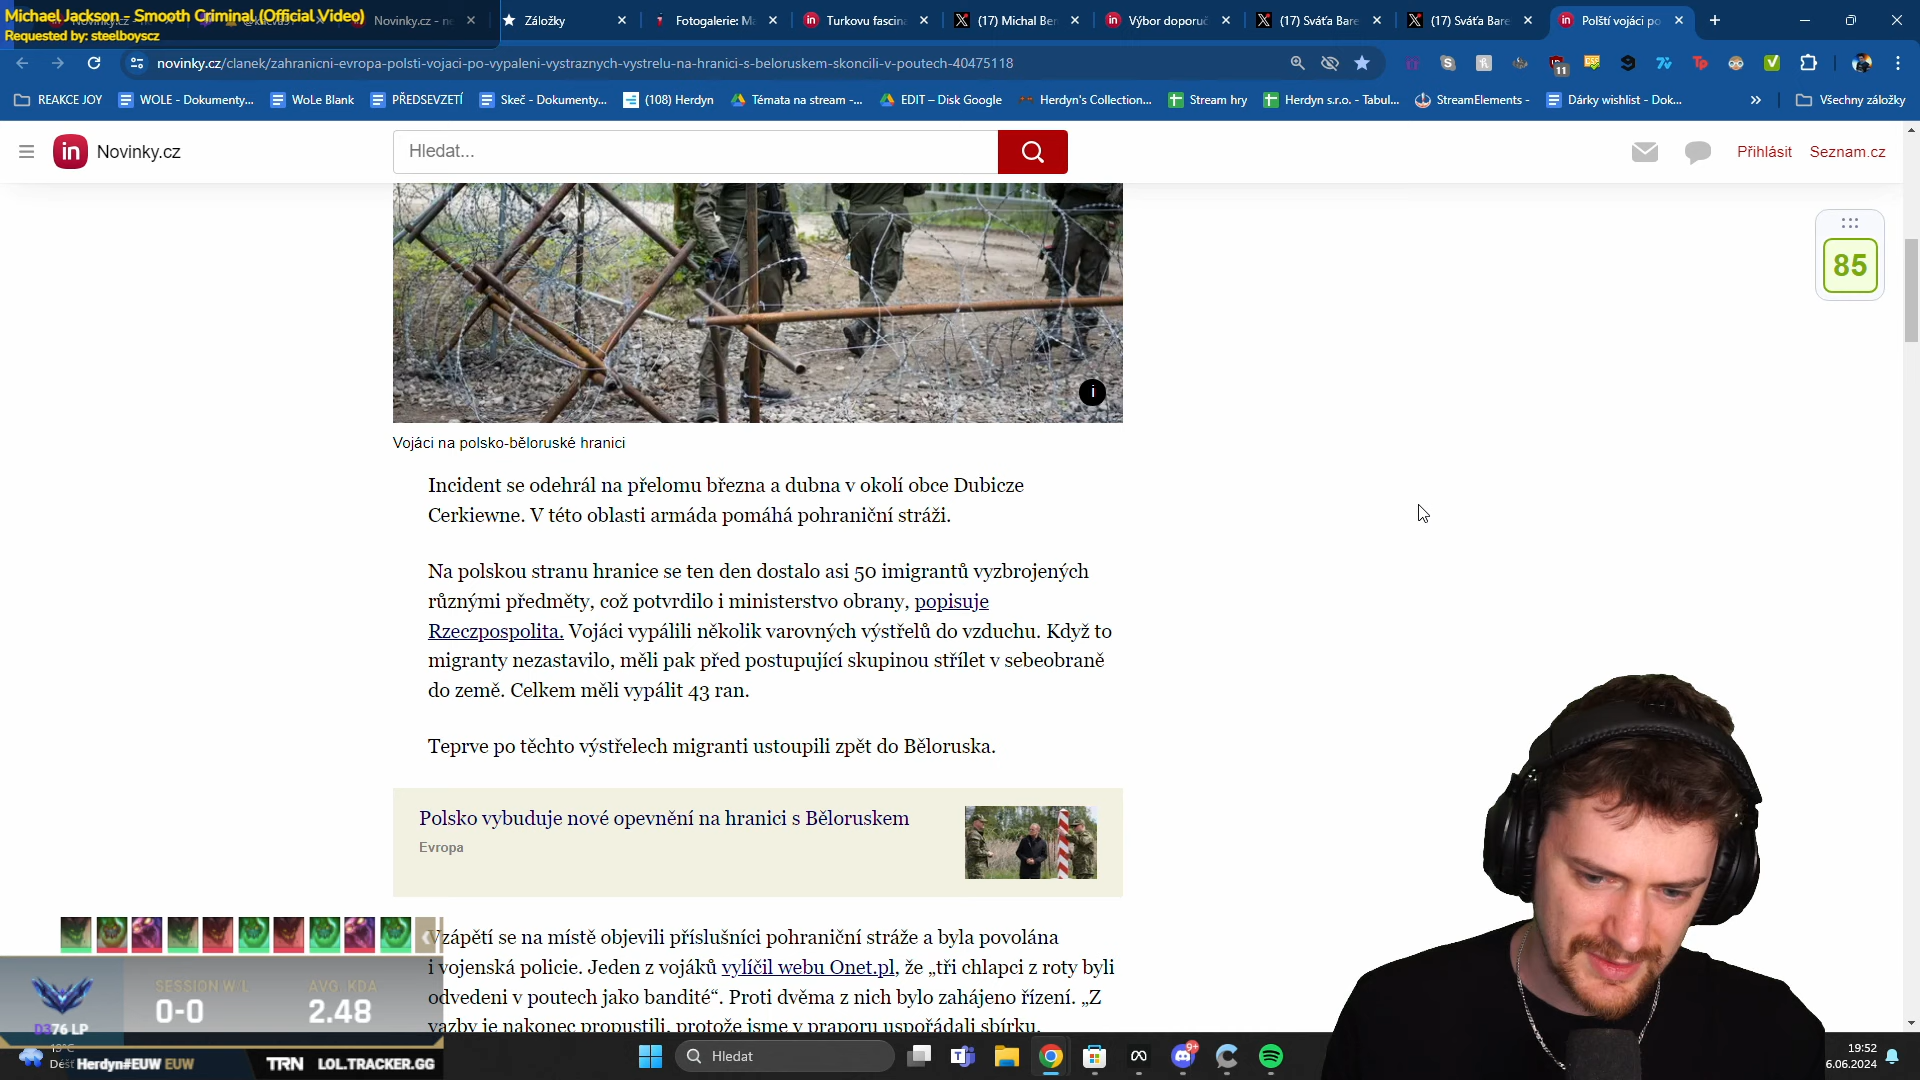 Michael Jackson - Smooth Criminal (Official Video)
Requested by: steelboyscz
Novinky.cz - ne
Záložky
Fotogalerie: M
Turkovu fascin
(17) Michal Be
Výbor doporu
(17) Sváťa Bare
(17) Sváťa Bare
Polští vojáci po
novinky.cz/clanek/zahranicni-evropa-polsti-vojaci-po-vypaleni-vystraznych-vystrelu-na-hranici-s-beloruskem-skoncili-v-poutech-40475118
11
REAKCE JOY
WOLE - Dokumenty...
WoLe Blank
PŘEDSEVZETÍ
Skeč - Dokumenty...
(108) Herdyn
Témata na stream -...
EDIT – Disk Google
Herdyn's Collection...
Stream hry
Herdyn s.r.o. - Tabul...
StreamElements -
Dárky wishlist - Dok...
»
Všechny záložky
in Novinky.cz
Hledat...
Přihlásit
Seznam.cz
85
i
Vojáci na polsko-běloruské hranici
Incident se odehrál na přelomu března a dubna v okolí obce Dubicze
Cerkiewne. V této oblasti armáda pomáhá pohraniční stráži.
Na polskou stranu hranice se ten den dostalo asi 50 imigrantů vyzbrojených
různými předměty, což potvrdilo i ministerstvo obrany, popisuje
Rzeczpospolita. Vojáci vypálili několik varovných výstřelů do vzduchu. Když to
migranty nezastavilo, měli pak před postupující skupinou střílet v sebeobraně
do země. Celkem měli vypálit 43 ran.
Teprve po těchto výstřelech migranti ustoupili zpět do Běloruska.
Polsko vybuduje nové opevnění na hranici s Běloruskem
Evropa
Vzápětí se na místě objevili příslušníci pohraniční stráže a byla povolána
i vojenská policie. Jeden z vojáků vylíčil webu Onet.pl, že „tři chlapci z roty byli
odvedeni v poutech jako bandité“. Proti dvěma z nich bylo zahájeno řízení. „Z
vazby je nakonec propustili, protože jsme v praporu uspořádali sbírku.
SESSION W/L
0-0
AVG. KDA
2.48
D3 76 LP
Herdyn#EUW EUW
TRN LOL.TRACKER.GG
13°C
Déšť
Hledat
9+
19:52
6.06.2024